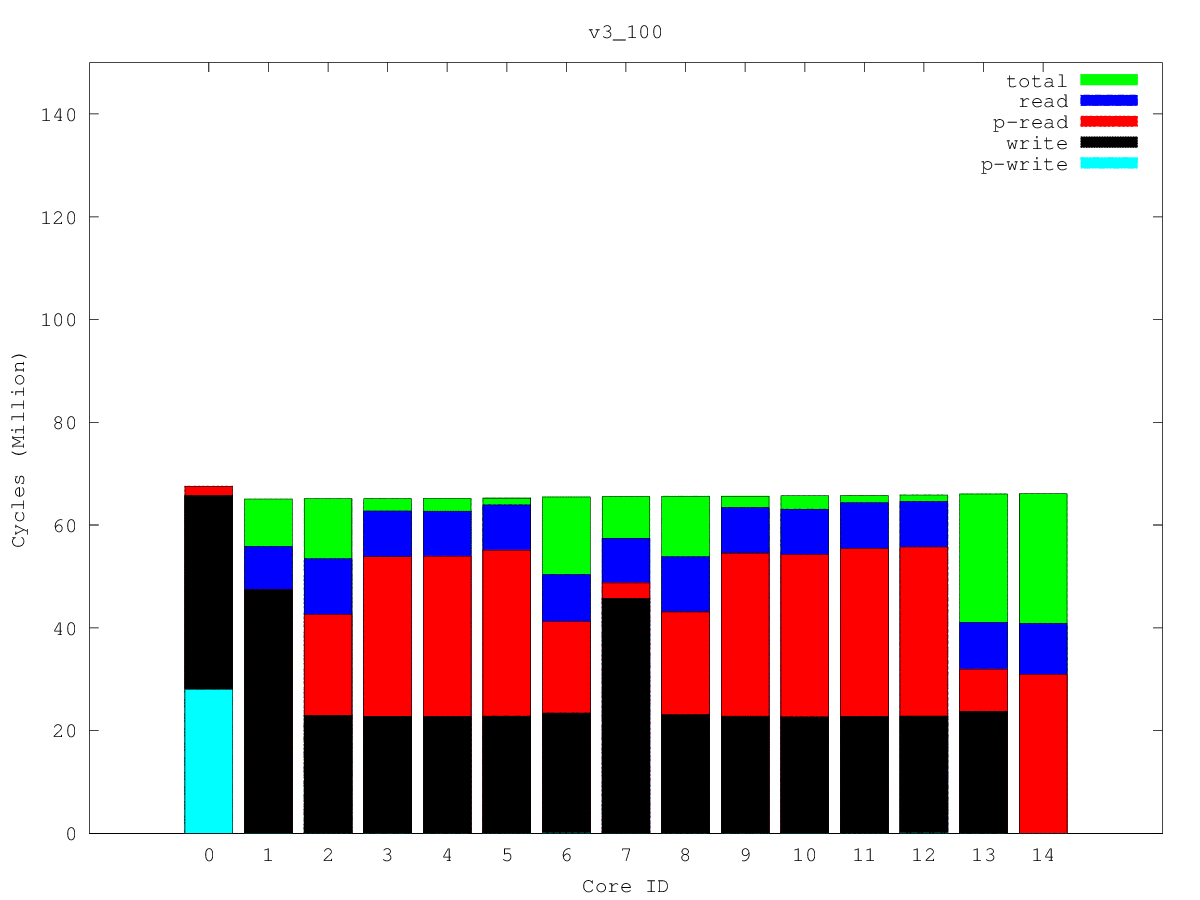 v3_100
total
read
p-read
write
p-write
140
120
100
80
60
40
20
0
Cycles (Million)
0 1 2 3 4 5 6 7 8 9 10 11 12 13 14
Core ID